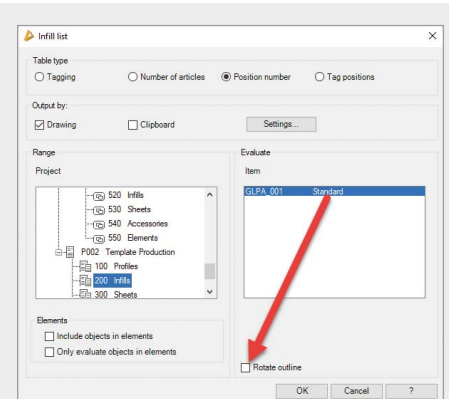 Infill list
Table type
Tagging Number of articles Position number Tag positions
Output by:
Drawing Clipboard Settings...
Range
Project
520 Infills
530 Sheets
540 Accessories
550 Elements
P002 Template Production
100 Profiles
200 Infills
300 Sheets
Elements
Include objects in elements
Only evaluate objects in elements
Evaluate
Item
GLPA_001 Standard
Rotate outline
OK Cancel ?